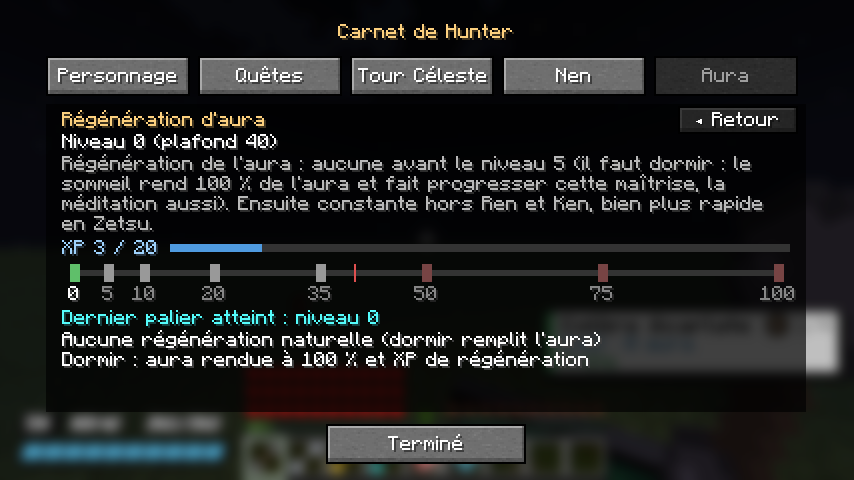 Carnet de Hunter
Personnage
Quêtes
Tour Céleste
Nen
Aura
Régénération d'aura
◂ Retour
Niveau 0 (plafond 40)
Régénération de l'aura : aucune avant le niveau 5 (il faut dormir : le
sommeil rend 100 % de l'aura et fait progresser cette maîtrise, la
méditation aussi). Ensuite constante hors Ren et Ken, bien plus rapide
en Zetsu.
XP 3 / 20
0 5 10 20 35 50 75 100
Dernier palier atteint : niveau 0
Aucune régénération naturelle (dormir remplit l'aura)
Dormir : aura rendue à 100 % et XP de régénération
Terminé